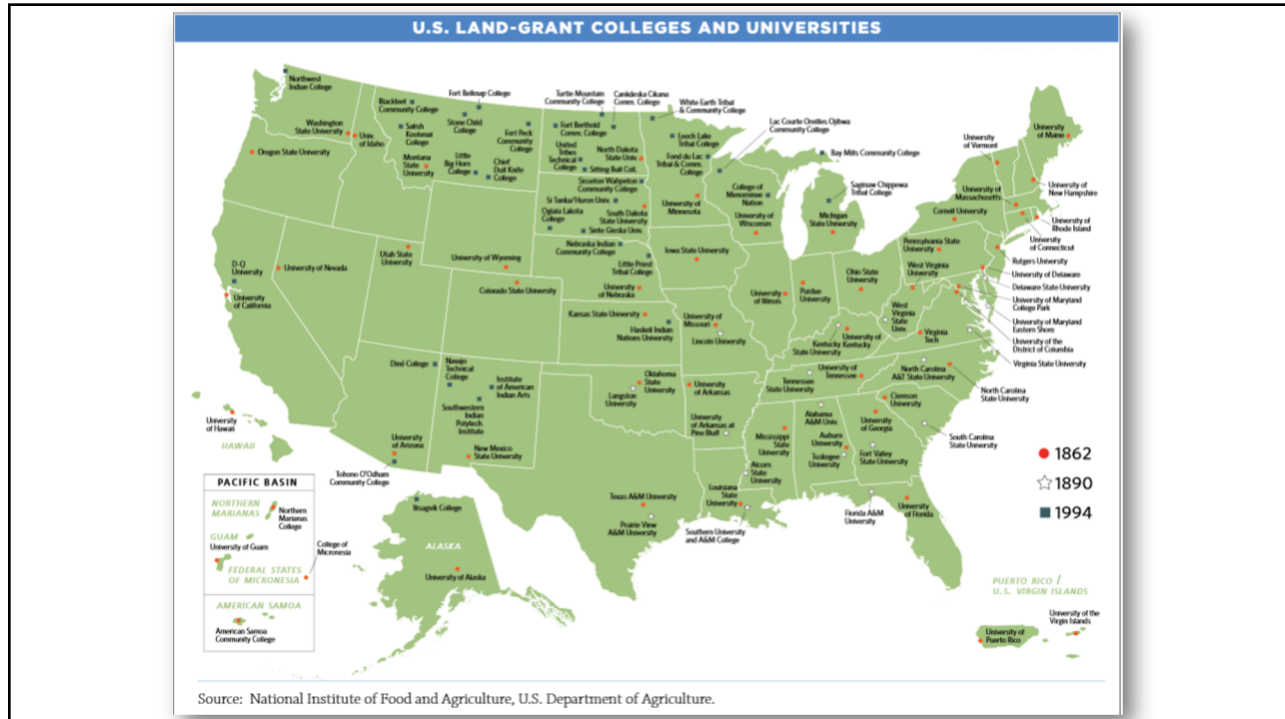 U.S. LAND-GRANT COLLEGES AND UNIVERSITIES
Northwest
Indian College
Washington
State University
Univ.
of Idaho
Oregon State University
Blackfeet
Community College
Fort Belknap College
Salish
Kootenai
College
Stone Child
College
Fort Peck
Community
College
Montana
State
University
Little
Big Horn
College
Chief
Dull Knife
College
Turtle Mountain
Community College
Cankdeska Cikana
Comm. College
White Earth Tribal
& Community College
Fort Berthold
Comm. College
United
Tribes
Technical
College
North Dakota
State Univ.
Sitting Bull Coll.
Leech Lake
Tribal College
Fond du Lac
Tribal & Comm.
College
Lac Courte Oreilles Ojibwa
Community College
Bay Mills Community College
Sisseton Wahpeton
Community College
Si Tanka/Huron Univ.
Oglala Lakota
College
South Dakota
State University
Sinte Gleska Univ.
University of
Minnesota
College of
Menominee
Nation
University of
Wisconsin
Saginaw Chippewa
Tribal College
Michigan
State University
University
of Vermont
University
of Maine
University of
New Hampshire
University of
Massachusetts
Cornell University
University of
Rhode Island
University
of Connecticut
Pennsylvania State
University
Rutgers University
University of Delaware
Delaware State University
University of Maryland
College Park
University of Maryland
Eastern Shore
University of the
District of Columbia
Virginia State University
West Virginia
University
West
Virginia
State
Univ.
Virginia
Tech
Nebraska Indian
Community College
Little Priest
Tribal College
University
of Nebraska
Iowa State University
University
of Illinois
Purdue
University
Ohio State
University
D-Q
University
University
of California
University of Nevada
Utah State
University
University of Wyoming
Colorado State University
Kansas State University
Haskell Indian
Nations University
University of
Missouri
Lincoln University
Kentucky
State University
University of
Kentucky
Diné College
Navajo
Technical
College
Institute
of American
Indian Arts
Southwestern
Indian
Polytech.
Institute
Oklahoma
State
University
Langston
University
University
of Arkansas
University of
Arkansas at
Pine Bluff
Tennessee
State University
University of
Tennessee
North Carolina
A&T State University
North Carolina
State University
Clemson
University
South Carolina
State University
University
of Georgia
Fort Valley
State University
Alabama
A&M Univ.
Auburn
University
Tuskegee
University
Mississippi
State
University
Alcorn
State
University
University
of Arizona
Tohono O'Odham
Community College
New Mexico
State University
Texas A&M University
Prairie View
A&M University
Louisiana
State
University
Southern University
and A&M College
Florida A&M
University
University
of Florida
University
of Hawaii
HAWAII
PACIFIC BASIN
NORTHERN
MARIANAS
Northern
Marianas
College
GUAM
University of Guam
College of
Micronesia
FEDERAL STATES
OF MICRONESIA
AMERICAN SAMOA
American Samoa
Community College
Ilisagvik College
ALASKA
University of Alaska
1862
1890
1994
PUERTO RICO /
U.S. VIRGIN ISLANDS
University of the
Virgin Islands
University of
Puerto Rico
Source: National Institute of Food and Agriculture, U.S. Department of Agriculture.